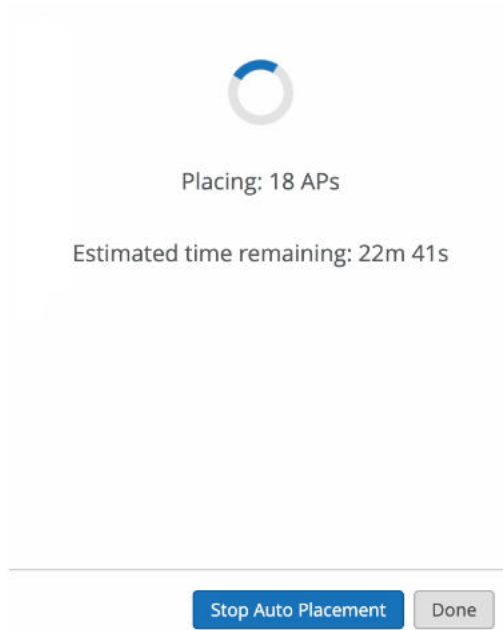 Placing: 18 APs
Estimated time remaining: 22m 41s
Stop Auto Placement
Done